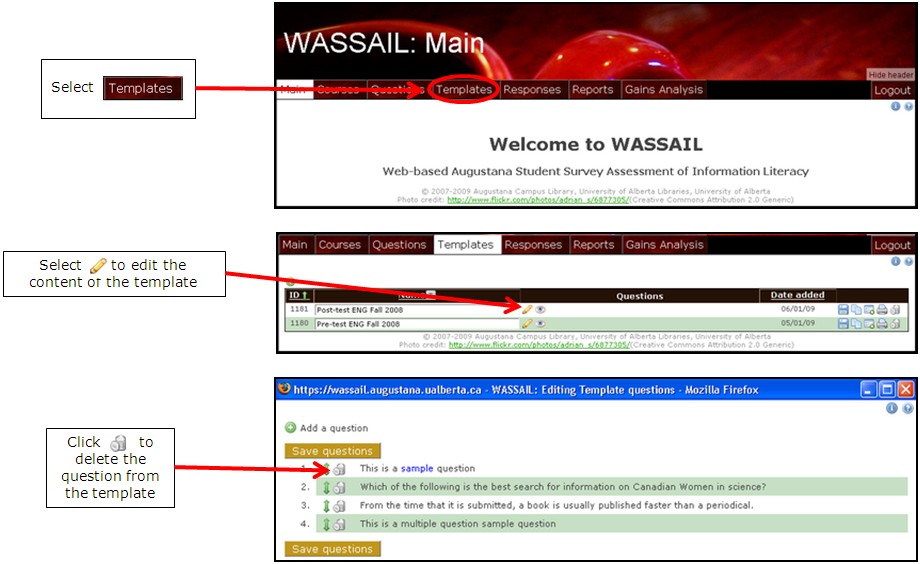 WASSAIL: Main
Hide header
Select Templates
Main Courses Questions Templates Responses Reports Gains Analysis Logout
Welcome to WASSAIL
Web-based Augustana Student Survey Assessment of Information Literacy
© 2007-2009 Augustana Campus Library, University of Alberta Libraries, University of Alberta
Photo credit: http://www.flickr.com/photos/adrian_s/6877305/(Creative Commons Attribution 2.0 Generic)
Main Courses Questions Templates Responses Reports Gains Analysis Logout
Select to edit the
content or the template
ID Name Questions Date added
1181 Post-test ENG Fall 2008 06/01/09
1180 Pre-test ENG Fall 2008 05/01/09
© 2007-2009 Augustana Campus Library, University of Alberta Libraries, University of Alberta
Photo credit: http://www.flickr.com/photos/adrian_s/6877305/(Creative Commons Attribution 2.0 Generic)
https://wassail.augustana.ualberta.ca - WASSAIL: Editing Template questions - Mozilla Firefox
Add a question
Save questions
Click to
delete the
question from
the template
1. This is a sample question
2. Which of the following is the best search for information on Canadian Women in science?
3. From the time that it is submitted, a book is usually published faster than a periodical.
4. This is a multiple question sample question
Save questions